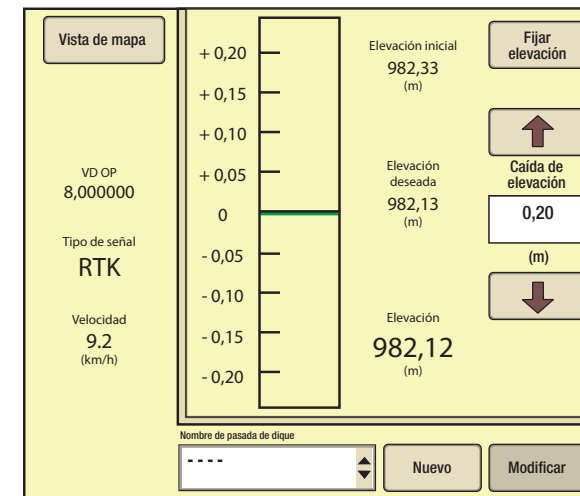 Vista de mapa
VD OP
8,000000
Tipo de señal
RTK
Velocidad
9.2
(km/h)
+ 0,20
+ 0,15
+ 0,10
+ 0,05
0
- 0,05
- 0,10
- 0,15
- 0,20
Elevación inicial
982,33
(m)
Elevación
deseada
982,13
(m)
Elevación
982,12
(m)
Fijar
elevación
Caída de
elevación
0,20
(m)
Nombre de pasada de dique
- - - -
Nuevo
Modificar